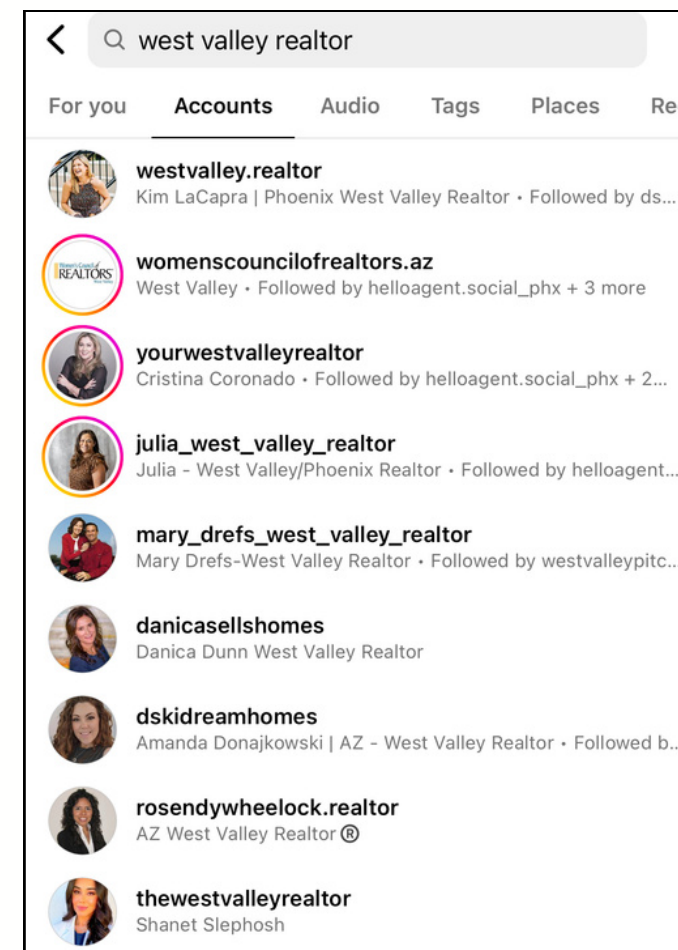 west valley realtor
For you Accounts Audio Tags Places Re
westvalley.realtor
Kim LaCapra | Phoenix West Valley Realtor • Followed by ds...
REALTORS
womenscouncilofrealtors.az
West Valley • Followed by helloagent.social_phx + 3 more
yourwestvalleyrealtor
Cristina Coronado • Followed by helloagent.social_phx + 2...
julia_west_valley_realtor
Julia - West Valley/Phoenix Realtor • Followed by helloagent...
mary_drefs_west_valley_realtor
Mary Drefs-West Valley Realtor • Followed by westvalleypitc...
danicasellshomes
Danica Dunn West Valley Realtor
dskidreamhomes
Amanda Donajkowski | AZ - West Valley Realtor • Followed b...
rosendywheelock.realtor
AZ West Valley Realtor®
thewestvalleyrealtor
Shanet Slephosh